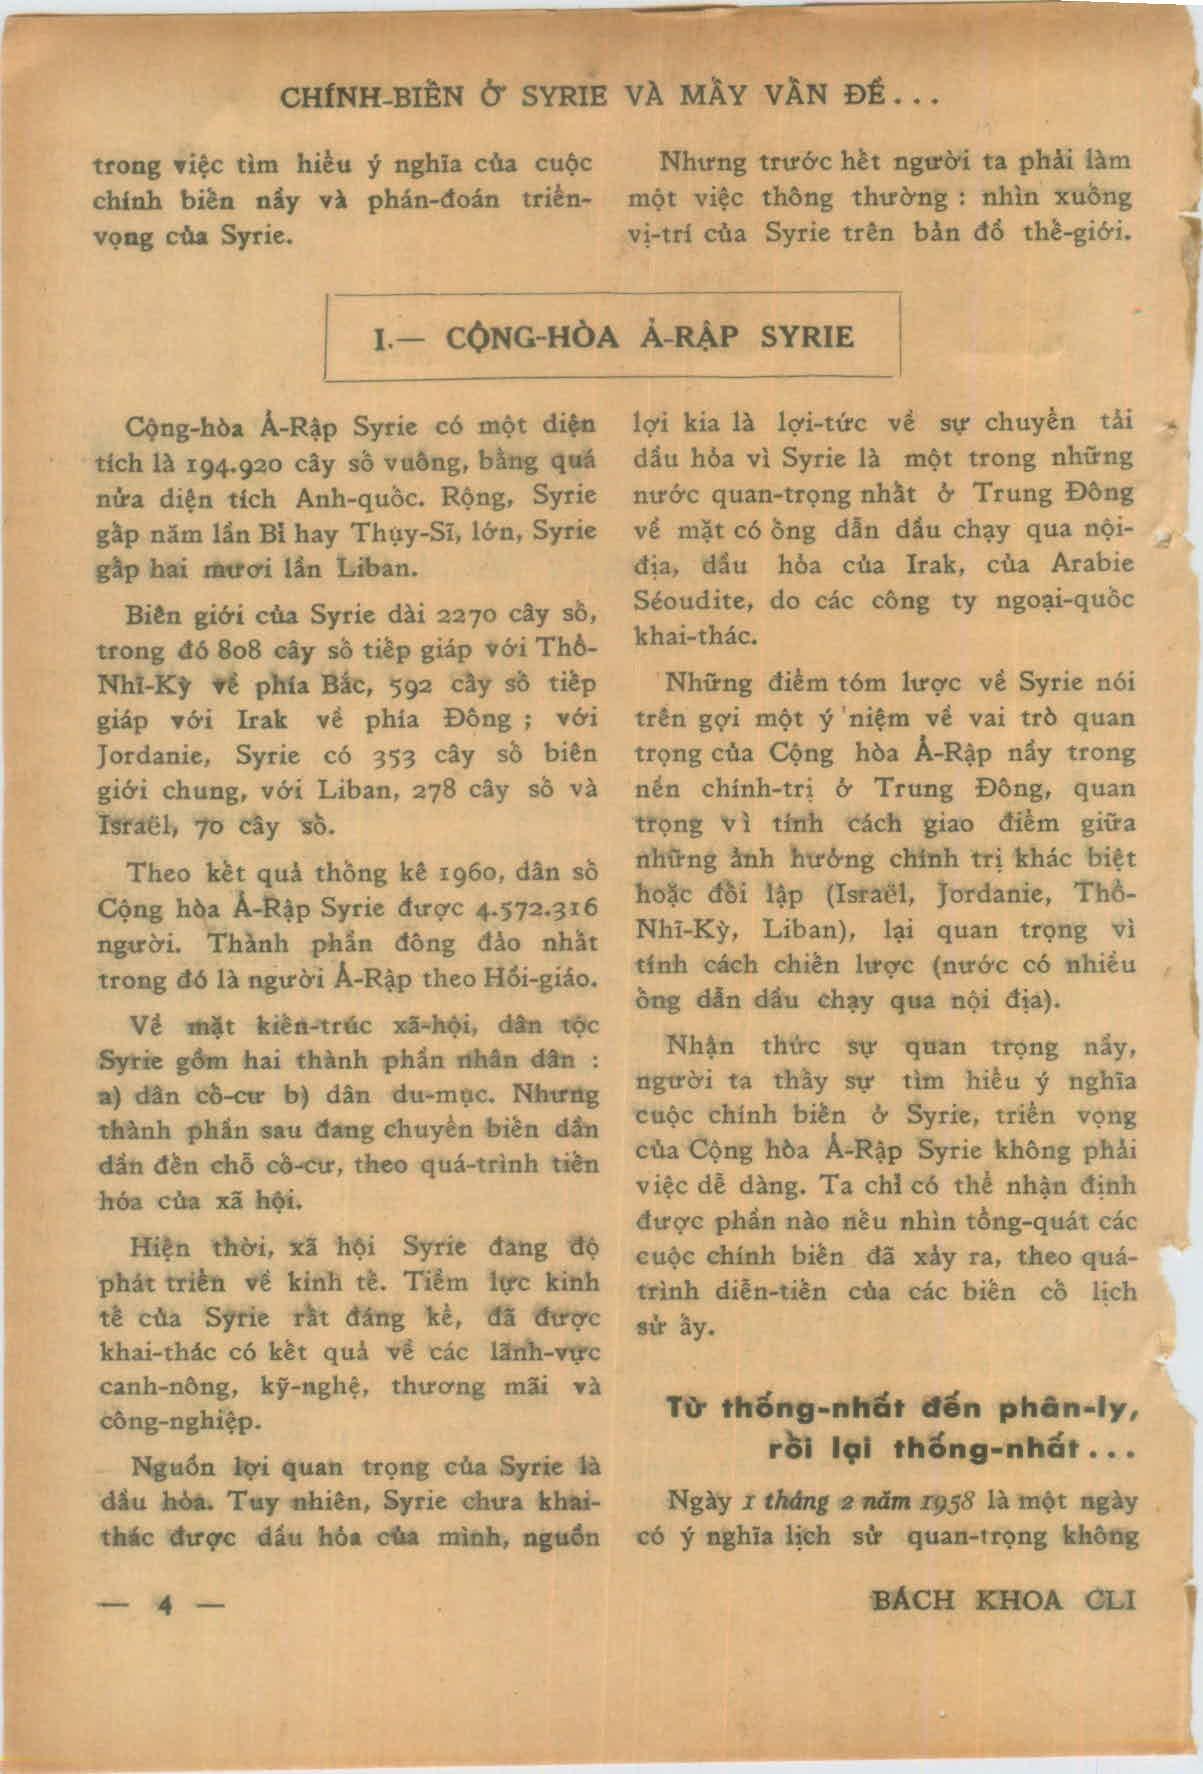 CHÍNH-BIẾN Ở SYRIE VÀ MẤY VẤN ĐỀ...
trong việc tìm hiểu ý nghĩa của cuộc
chính biến nầy và phán-đoán triển-
vọng của Syrie.
Nhưng trước hết người ta phải làm
một việc thông thường : nhìn xuống
vị-trí của Syrie trên bản đồ thế-giới.
I.— CỘNG-HÒA Ả-RẬP SYRIE
Cộng-hòa Ả-Rập Syrie có một diện
tích là 194.920 cây số vuông, bằng quá
nửa diện tích Anh-quốc. Rộng, Syrie
gấp năm lần Bỉ hay Thụy-Sĩ, lớn, Syrie
gấp hai mươi lần Liban.
Biên giới của Syrie dài 2270 cây số,
trong đó 808 cây số tiếp giáp với Thổ-
Nhĩ-Kỳ về phía Bắc, 592 cây số tiếp
giáp với Irak về phía Đông ; với
Jordanie, Syrie có 353 cây số biên
giới chung, với Liban, 278 cây số và
Israël, 70 cây số.
Theo kết quả thống kê 1960, dân số
Cộng hòa Ả-Rập Syrie được 4.572.316
người. Thành phần đông đảo nhất
trong đó là người Ả-Rập theo Hồi-giáo.
Về mặt kiến-trúc xã-hội, dân tộc
Syrie gồm hai thành phần nhân dân :
a) dân cố-cư b) dân du-mục. Nhưng
thành phần sau đang chuyển biến dần
dần đến chỗ cố-cư, theo quá-trình tiến
hóa của xã hội.
Hiện thời, xã hội Syrie đang độ
phát triển về kinh tế. Tiềm lực kinh
tế của Syrie rất đáng kể, đã được
khai-thác có kết quả về các lãnh-vực
canh-nông, kỹ-nghệ, thương mãi và
công-nghiệp.
Nguồn lợi quan trọng của Syrie là
dầu hỏa. Tuy nhiên, Syrie chưa khai-
thác được dầu hỏa của mình, nguồn
lợi kia là lợi-tức về sự chuyển tải
dầu hỏa vì Syrie là một trong những
nước quan-trọng nhất ở Trung Đông
về mặt có ống dẫn dầu chạy qua nội-
địa, dầu hỏa của Irak, của Arabie
Séoudite, do các công ty ngoại-quốc
khai-thác.
Những điểm tóm lược về Syrie nói
trên gợi một ý niệm về vai trò quan
trọng của Cộng hòa Ả-Rập nầy trong
nền chính-trị ở Trung Đông, quan
trọng vì tính cách giao điểm giữa
những ảnh hưởng chính trị khác biệt
hoặc đối lập (Israël, Jordanie, Thổ-
Nhĩ-Kỳ, Liban), lại quan trọng vì
tính cách chiến lược (nước có nhiều
ống dẫn dầu chạy qua nội địa).
Nhận thức sự quan trọng nầy,
người ta thấy sự tìm hiểu ý nghĩa
cuộc chính biến ở Syrie, triển vọng
của Cộng hòa Ả-Rập Syrie không phải
việc dễ dàng. Ta chỉ có thể nhận định
được phần nào nếu nhìn tổng-quát các
cuộc chính biến đã xảy ra, theo quá-
trình diễn-tiến của các biến cố lịch
sử ấy.
Từ thống-nhất đến phân-ly,
rồi lại thống-nhất...
Ngày 1 tháng 2 năm 1958 là một ngày
có ý nghĩa lịch sử quan-trọng không
— 4 —
BÁCH KHOA CLI